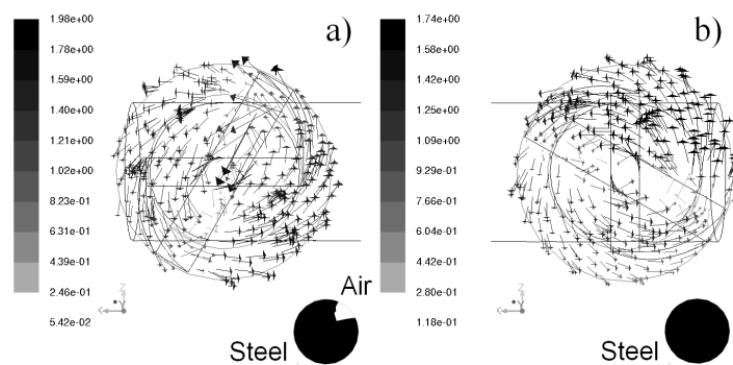 a)
1.98e+00
1.78e+00
1.59e+00
1.40e+00
1.21e+00
1.02e+00
8.23e-01
6.31e-01
4.39e-01
2.46e-01
5.42e-02
Z
Y
X
Air
Steel
b)
1.74e+00
1.58e+00
1.42e+00
1.25e+00
1.09e+00
9.29e-01
7.66e-01
6.04e-01
4.42e-01
2.80e-01
1.18e-01
Z
Y
X
Steel